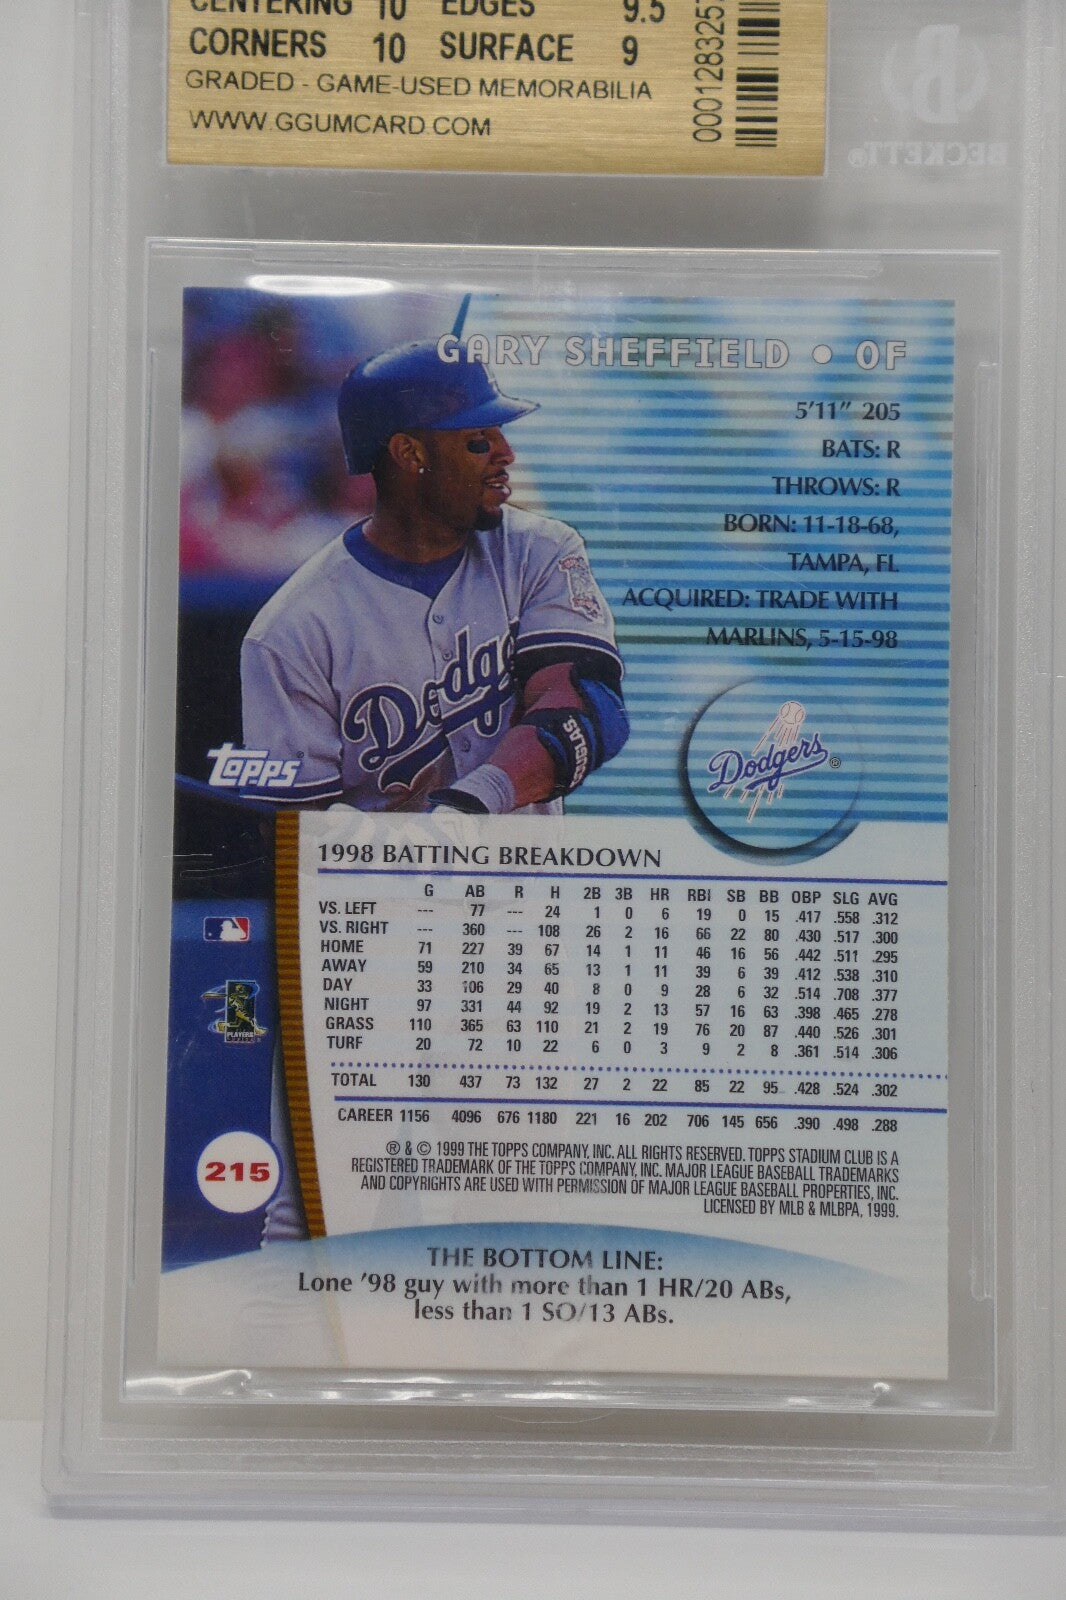 CENTERING 10 EDGES 9.5
CORNERS 10 SURFACE 9
GRADED - GAME-USED MEMORABILIA
WWW.GGUMCARD.COM
BECKETT®
GARY SHEFFIELD • OF
5'11" 205
BATS: R
THROWS: R
BORN: 11-18-68,
TAMPA, FL
ACQUIRED: TRADE WITH
MARLINS, 5-15-98
Dodgers
Topps
Dodgers®
1998 BATTING BREAKDOWN
G AB R H 2B 3B HR RBI SB BB OBP SLG AVG
VS. LEFT --- 77 --- 24 1 0 6 19 0 15 .417 .558 .312
VS. RIGHT --- 360 --- 108 26 2 16 66 22 80 .430 .517 .300
HOME 71 227 39 67 14 1 11 46 16 56 .442 .511 .295
AWAY 59 210 34 65 13 1 11 39 6 39 .412 .538 .310
DAY 33 106 29 40 8 0 9 28 6 32 .514 .708 .377
NIGHT 97 331 44 92 19 2 13 57 16 63 .398 .465 .278
GRASS 110 365 63 110 21 2 19 76 20 87 .440 .526 .301
TURF 20 72 10 22 6 0 3 9 2 8 .361 .514 .306
TOTAL 130 437 73 132 27 2 22 85 22 95 .428 .524 .302
CAREER 1156 4096 676 1180 221 16 202 706 145 656 .390 .498 .288
PLAYERS
® & © 1999 THE TOPPS COMPANY, INC. ALL RIGHTS RESERVED. TOPPS STADIUM CLUB IS A
REGISTERED TRADEMARK OF THE TOPPS COMPANY, INC. MAJOR LEAGUE BASEBALL TRADEMARKS
AND COPYRIGHTS ARE USED WITH PERMISSION OF MAJOR LEAGUE BASEBALL PROPERTIES, INC.
LICENSED BY MLB & MLBPA, 1999.
215
THE BOTTOM LINE:
Lone '98 guy with more than 1 HR/20 ABs,
less than 1 SO/13 ABs.